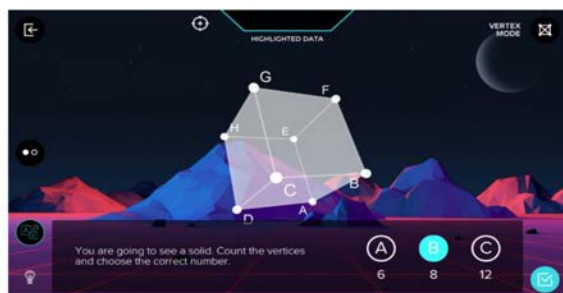 HIGHLIGHTED DATA
VERTEX
MODE
G
F
H
E
C
B
D
A
You are going to see a solid. Count the vertices
and choose the correct number.
A
B
C
6
8
12